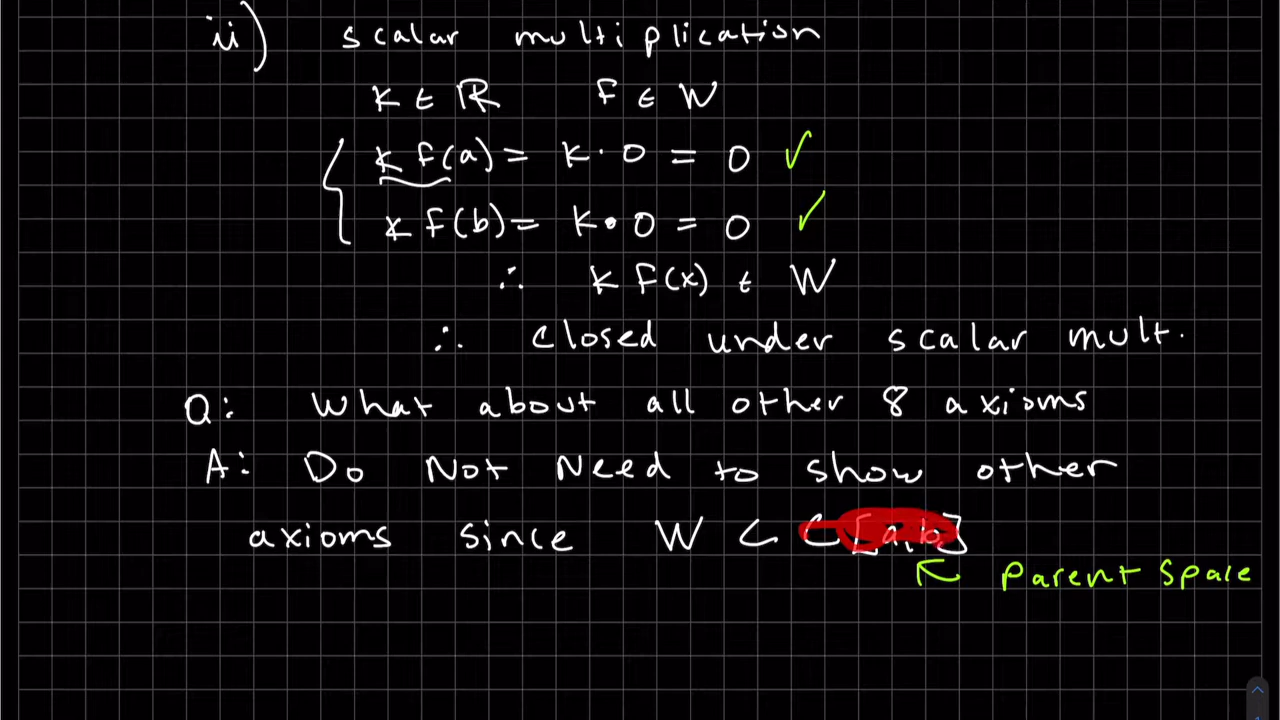 ii) scalar multiplication
k ∈ ℝ f ∈ W
k f(a) = k · 0 = 0 ✓
k f(b) = k • 0 = 0 ✓
∴ k f(x) ∈ W
∴ closed under scalar mult.
Q: What about all other 8 axioms
A: Do Not Need to show other
axioms since W ⊂ C[a,b]
↖ Parent Space